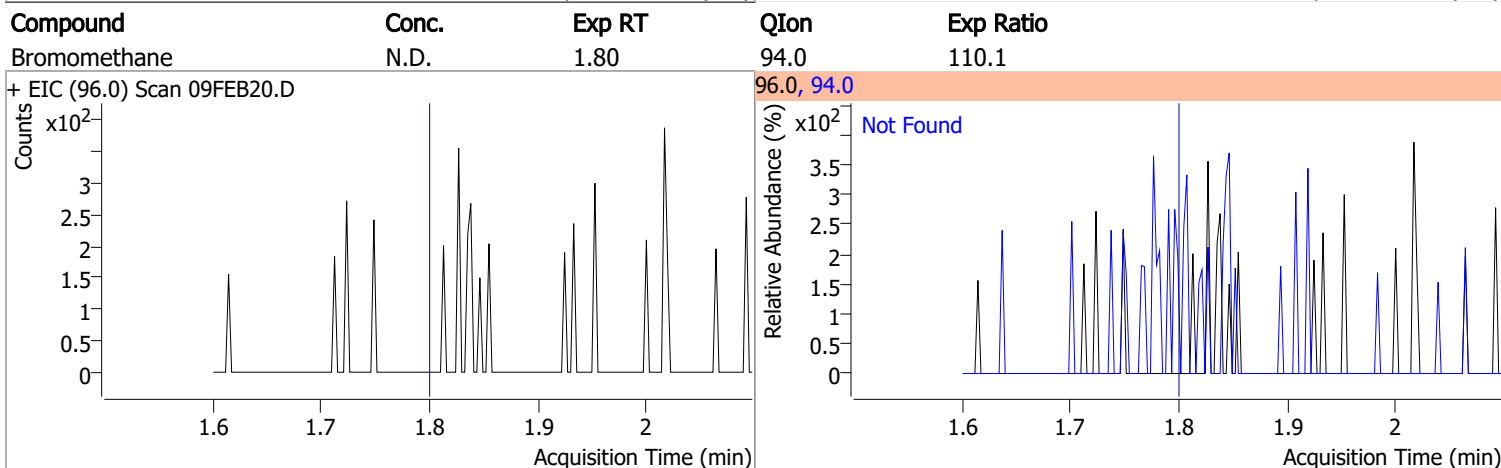 Compound Conc. Exp RT QIon Exp Ratio
Bromomethane N.D. 1.80 94.0 110.1
+ EIC (96.0) Scan 09FEB20.D
Counts
x10²
3
2.5
2
1.5
1
0.5
0
1.6 1.7 1.8 1.9 2
Acquisition Time (min)
96.0, 94.0
Relative Abundance (%)
x10²
Not Found
3.5
3
2.5
2
1.5
1
0.5
0
1.6 1.7 1.8 1.9 2
Acquisition Time (min)